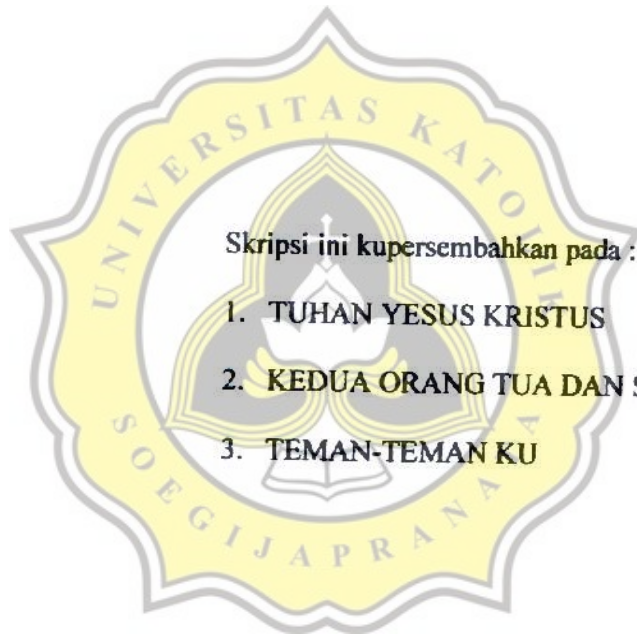 UNIVERSITAS KATOLIK
Skripsi ini kupersembahkan pada :
1. TUHAN YESUS KRISTUS
2. KEDUA ORANG TUA DAN
3. TEMAN-TEMAN KU
SOEGIJAPRANATA